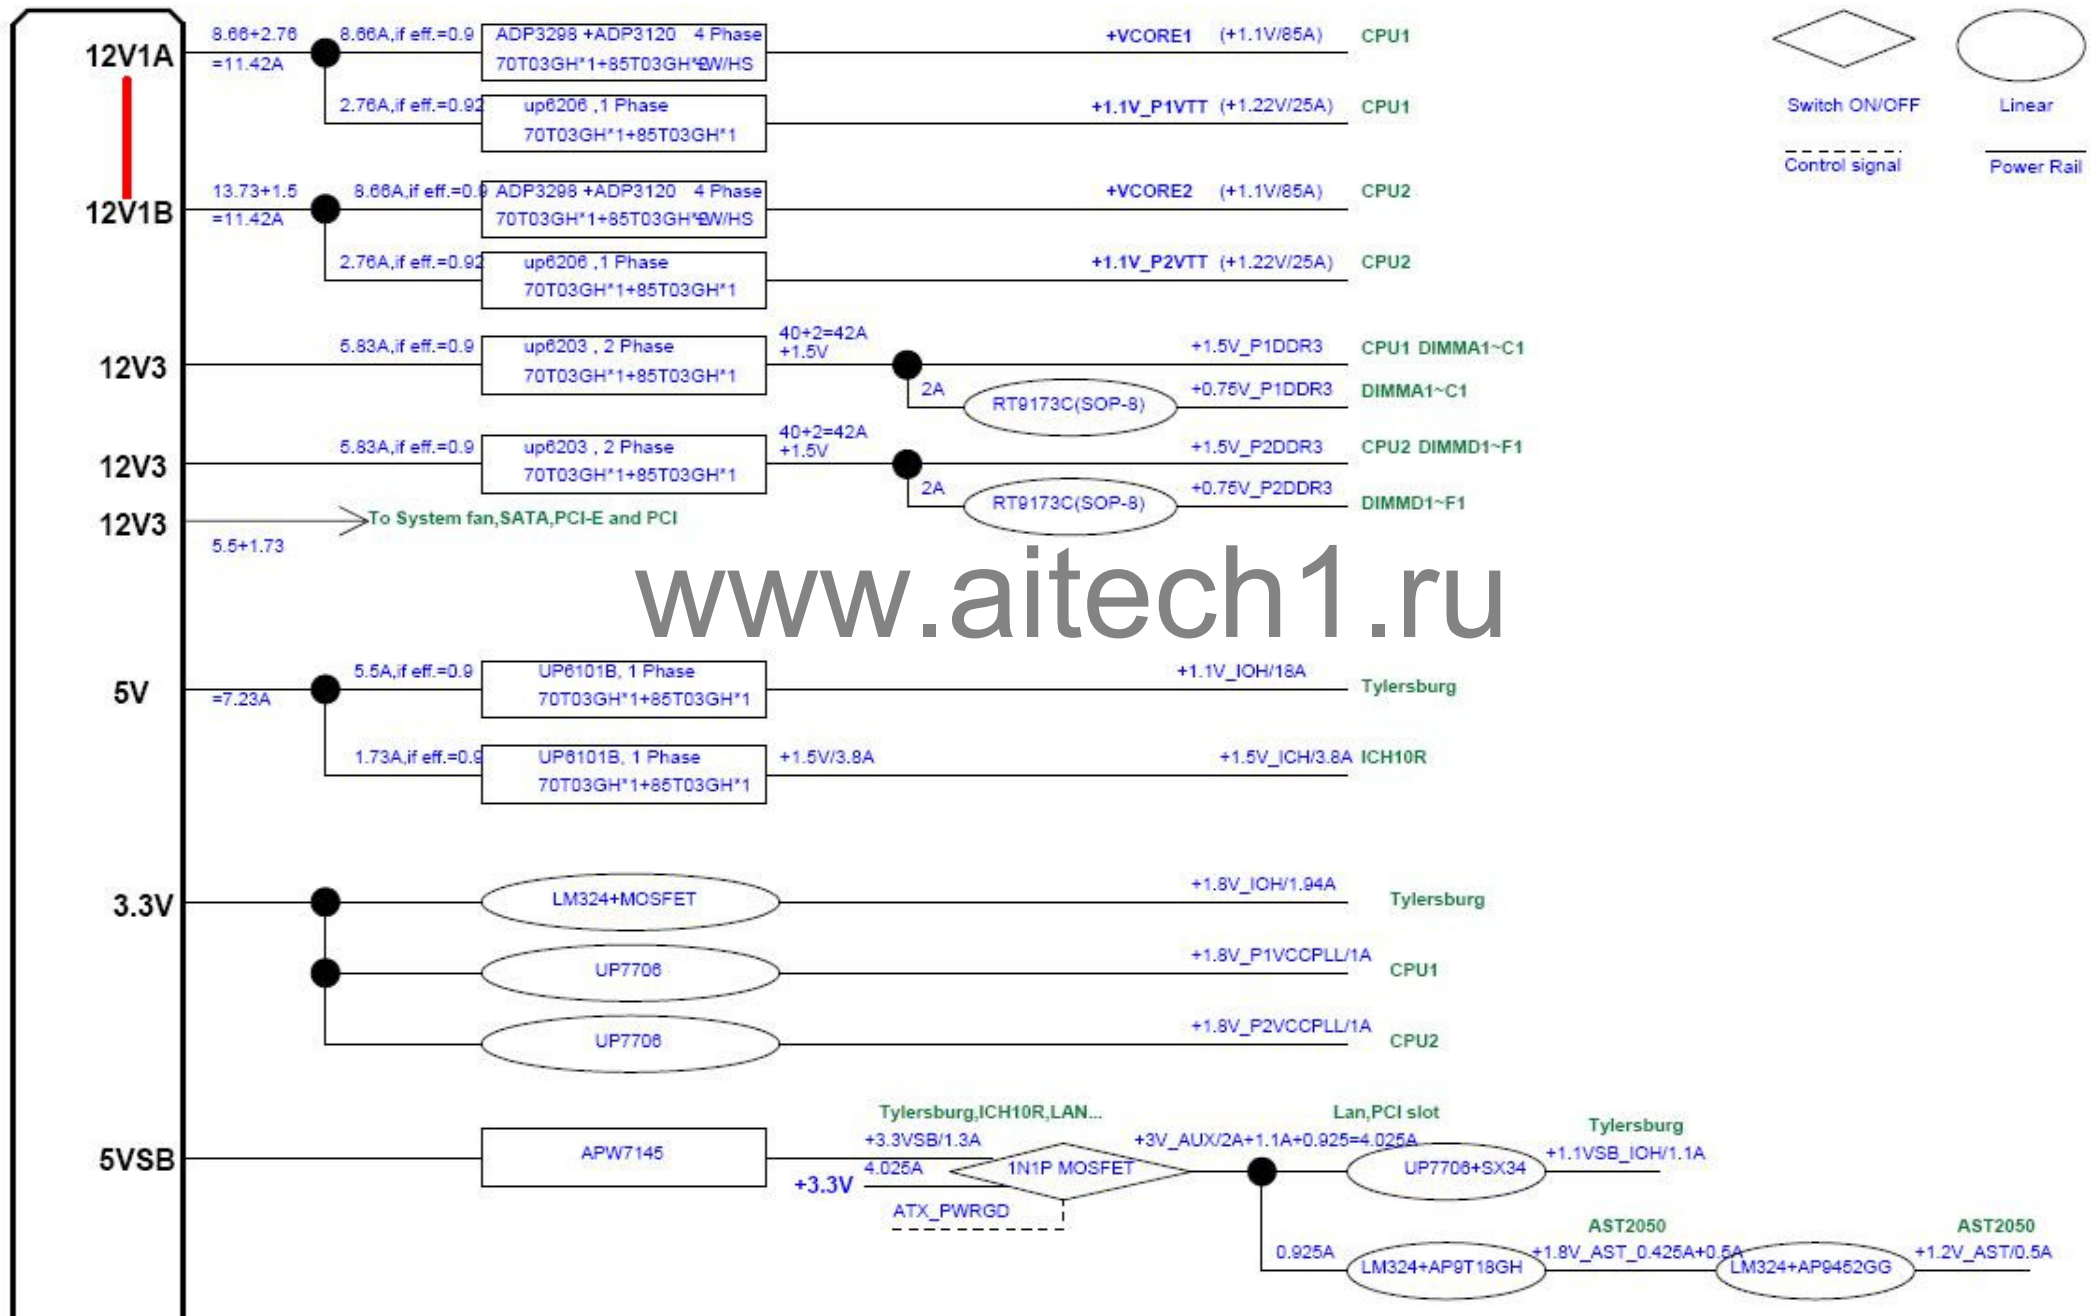 12V1A
8.66+2.76
=11.42A
8.66A,if eff.=0.9
ADP3298 +ADP3120 4 Phase
70T03GH*1+85T03GH*2W/HS
+VCORE1 (+1.1V/85A) CPU1
2.76A,if eff.=0.92
up6206 ,1 Phase
70T03GH*1+85T03GH*1
+1.1V_P1VTT (+1.22V/25A) CPU1
Switch ON/OFF
Linear
Control signal
Power Rail
12V1B
13.73+1.5
=11.42A
8.66A,if eff.=0.9
ADP3298 +ADP3120 4 Phase
70T03GH*1+85T03GH*2W/HS
+VCORE2 (+1.1V/85A) CPU2
2.76A,if eff.=0.92
up6206 ,1 Phase
70T03GH*1+85T03GH*1
+1.1V_P2VTT (+1.22V/25A) CPU2
12V3
5.83A,if eff.=0.9
up6203 , 2 Phase
70T03GH*1+85T03GH*1
40+2=42A
+1.5V
+1.5V_P1DDR3 CPU1 DIMMA1~C1
2A
RT9173C(SOP-8)
+0.75V_P1DDR3 DIMMA1~C1
12V3
5.83A,if eff.=0.9
up6203 , 2 Phase
70T03GH*1+85T03GH*1
40+2=42A
+1.5V
+1.5V_P2DDR3 CPU2 DIMMD1~F1
2A
RT9173C(SOP-8)
+0.75V_P2DDR3 DIMMD1~F1
12V3
To System fan,SATA,PCI-E and PCI
5.5+1.73
www.aitech1.ru
5V
=7.23A
5.5A,if eff.=0.9
UP6101B, 1 Phase
70T03GH*1+85T03GH*1
+1.1V_IOH/18A
Tylersburg
1.73A,if eff.=0.9
UP6101B, 1 Phase
70T03GH*1+85T03GH*1
+1.5V/3.8A
+1.5V_ICH/3.8A ICH10R
3.3V
LM324+MOSFET
+1.8V_IOH/1.94A
Tylersburg
UP7706
+1.8V_P1VCCPLL/1A
CPU1
UP7706
+1.8V_P2VCCPLL/1A
CPU2
5VSB
APW7145
Tylersburg,ICH10R,LAN...
+3.3VSB/1.3A
4.025A
+3.3V
1N1P MOSFET
ATX_PWRGD
Lan,PCI slot
+3V_AUX/2A+1.1A+0.925=4.025A
UP7706+SX34
Tylersburg
+1.1VSB_IOH/1.1A
0.925A
LM324+AP9T18GH
AST2050
+1.8V_AST_0.425A+0.5A
LM324+AP9452GG
AST2050
+1.2V_AST/0.5A